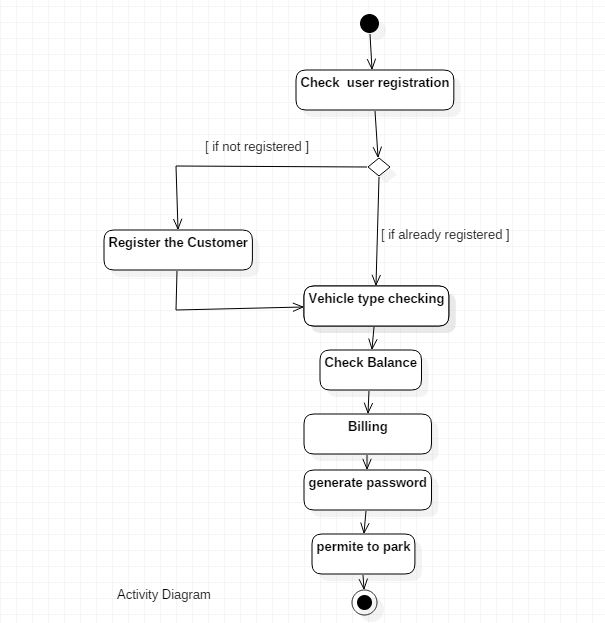 Check  user registration
[ if not registered ]
[ if already registered ]
Register the Customer
Vehicle type checking
Check Balance
Billing
generate password
permite to park
Activity Diagram